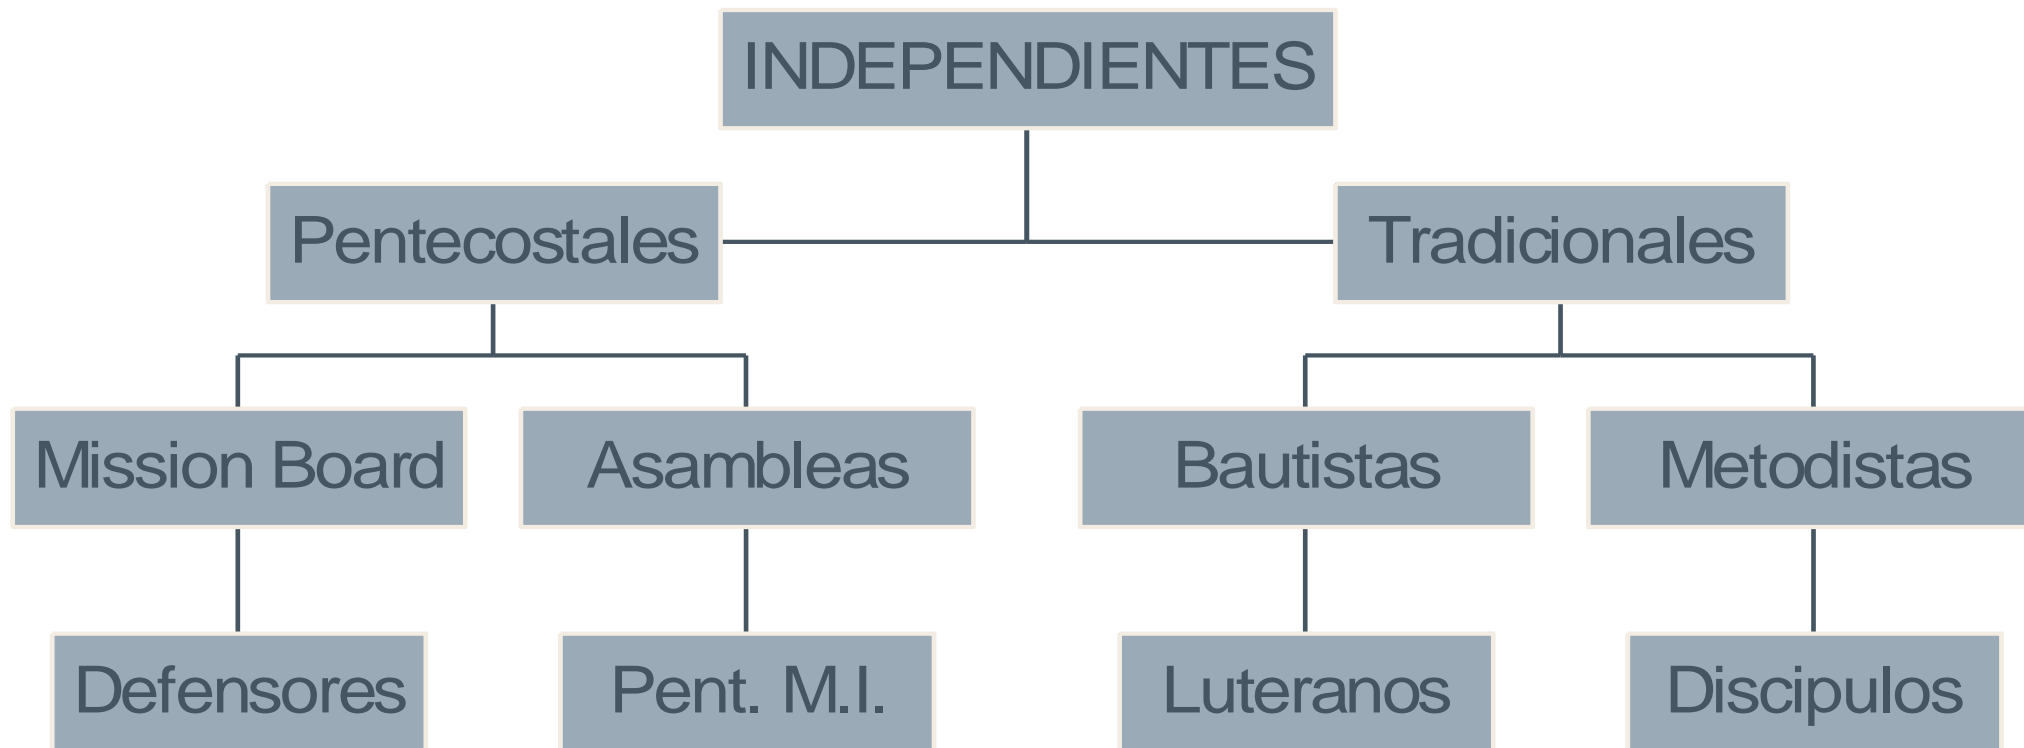 INDEPENDIENTES
Pentecostales
Tradicionales
Mission Board
Asambleas
Bautistas
Metodistas
Defensores
Pent. M.I.
Luteranos
Discipulos